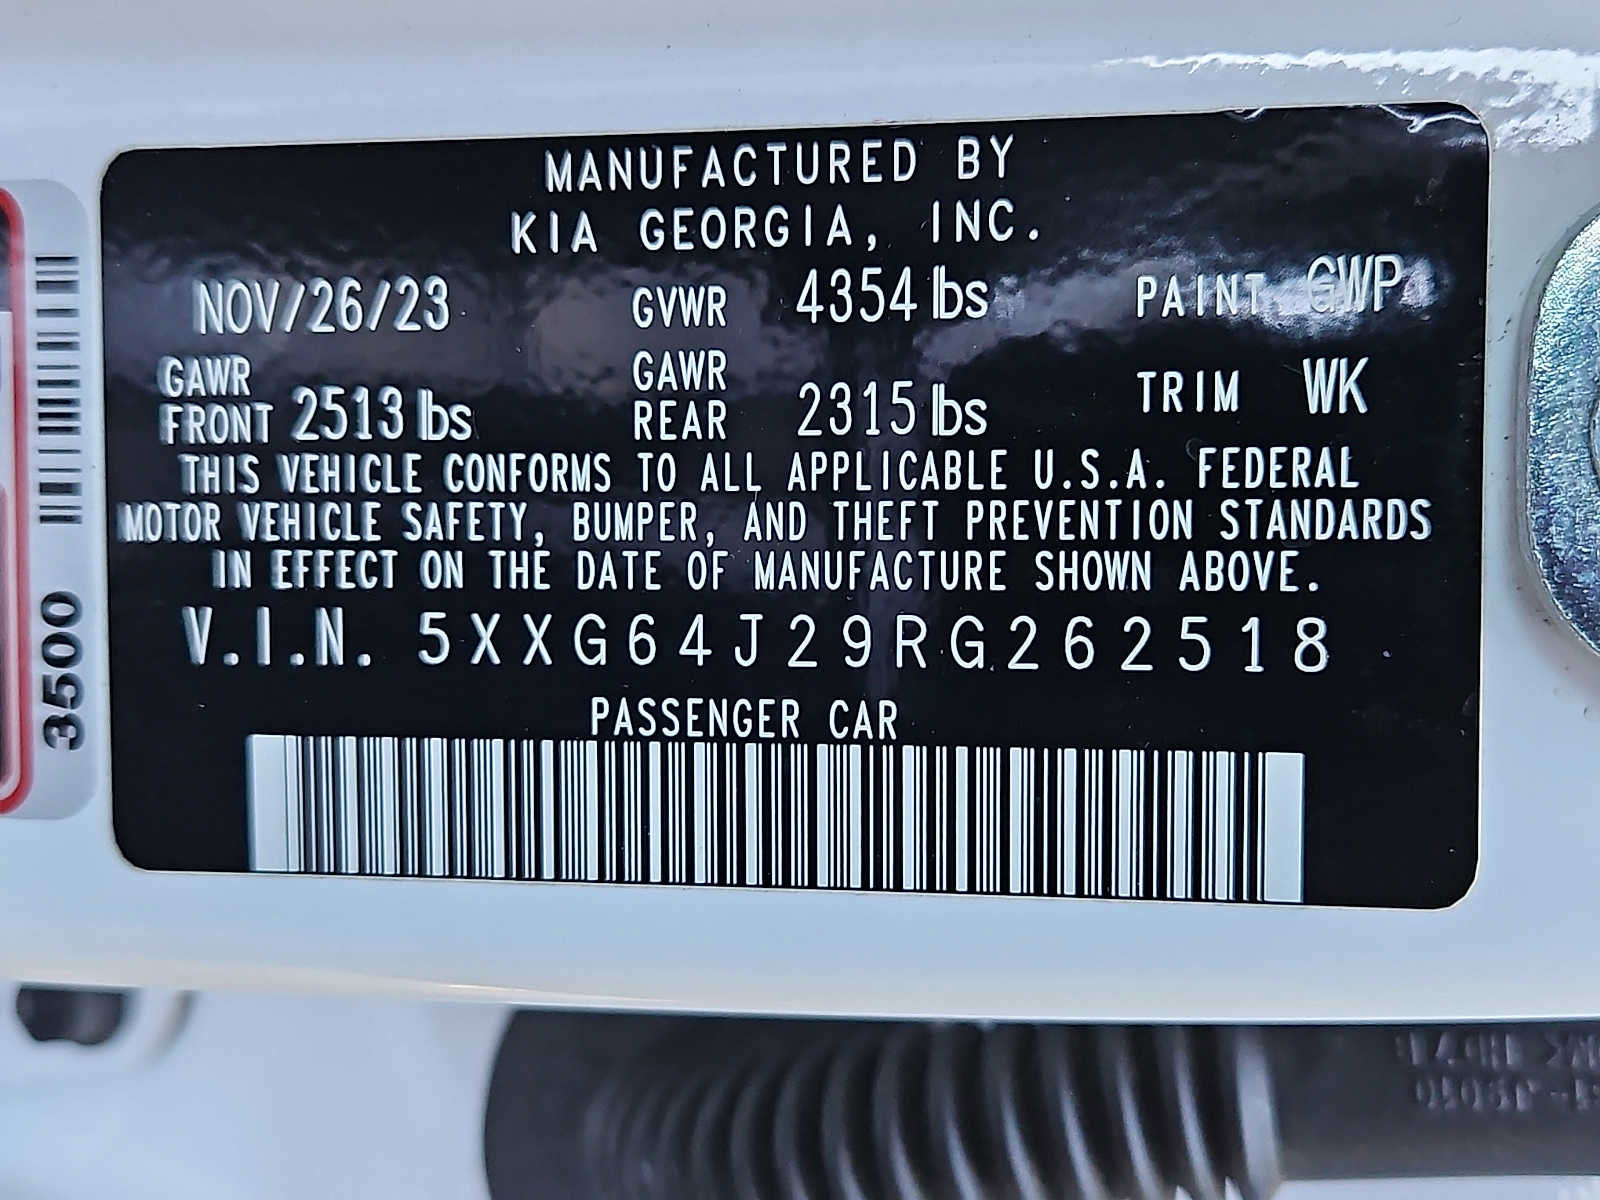 MANUFACTURED BY
KIA GEORGIA, INC.
NOV/26/23 GVWR 4354 lbs PAINT GWP
GAWR FRONT 2513 lbs GAWR REAR 2315 lbs TRIM WK
THIS VEHICLE CONFORMS TO ALL APPLICABLE U.S.A. FEDERAL
MOTOR VEHICLE SAFETY, BUMPER, AND THEFT PREVENTION STANDARDS
IN EFFECT ON THE DATE OF MANUFACTURE SHOWN ABOVE.
V.I.N. 5XXG64J29RG262518
PASSENGER CAR
3500